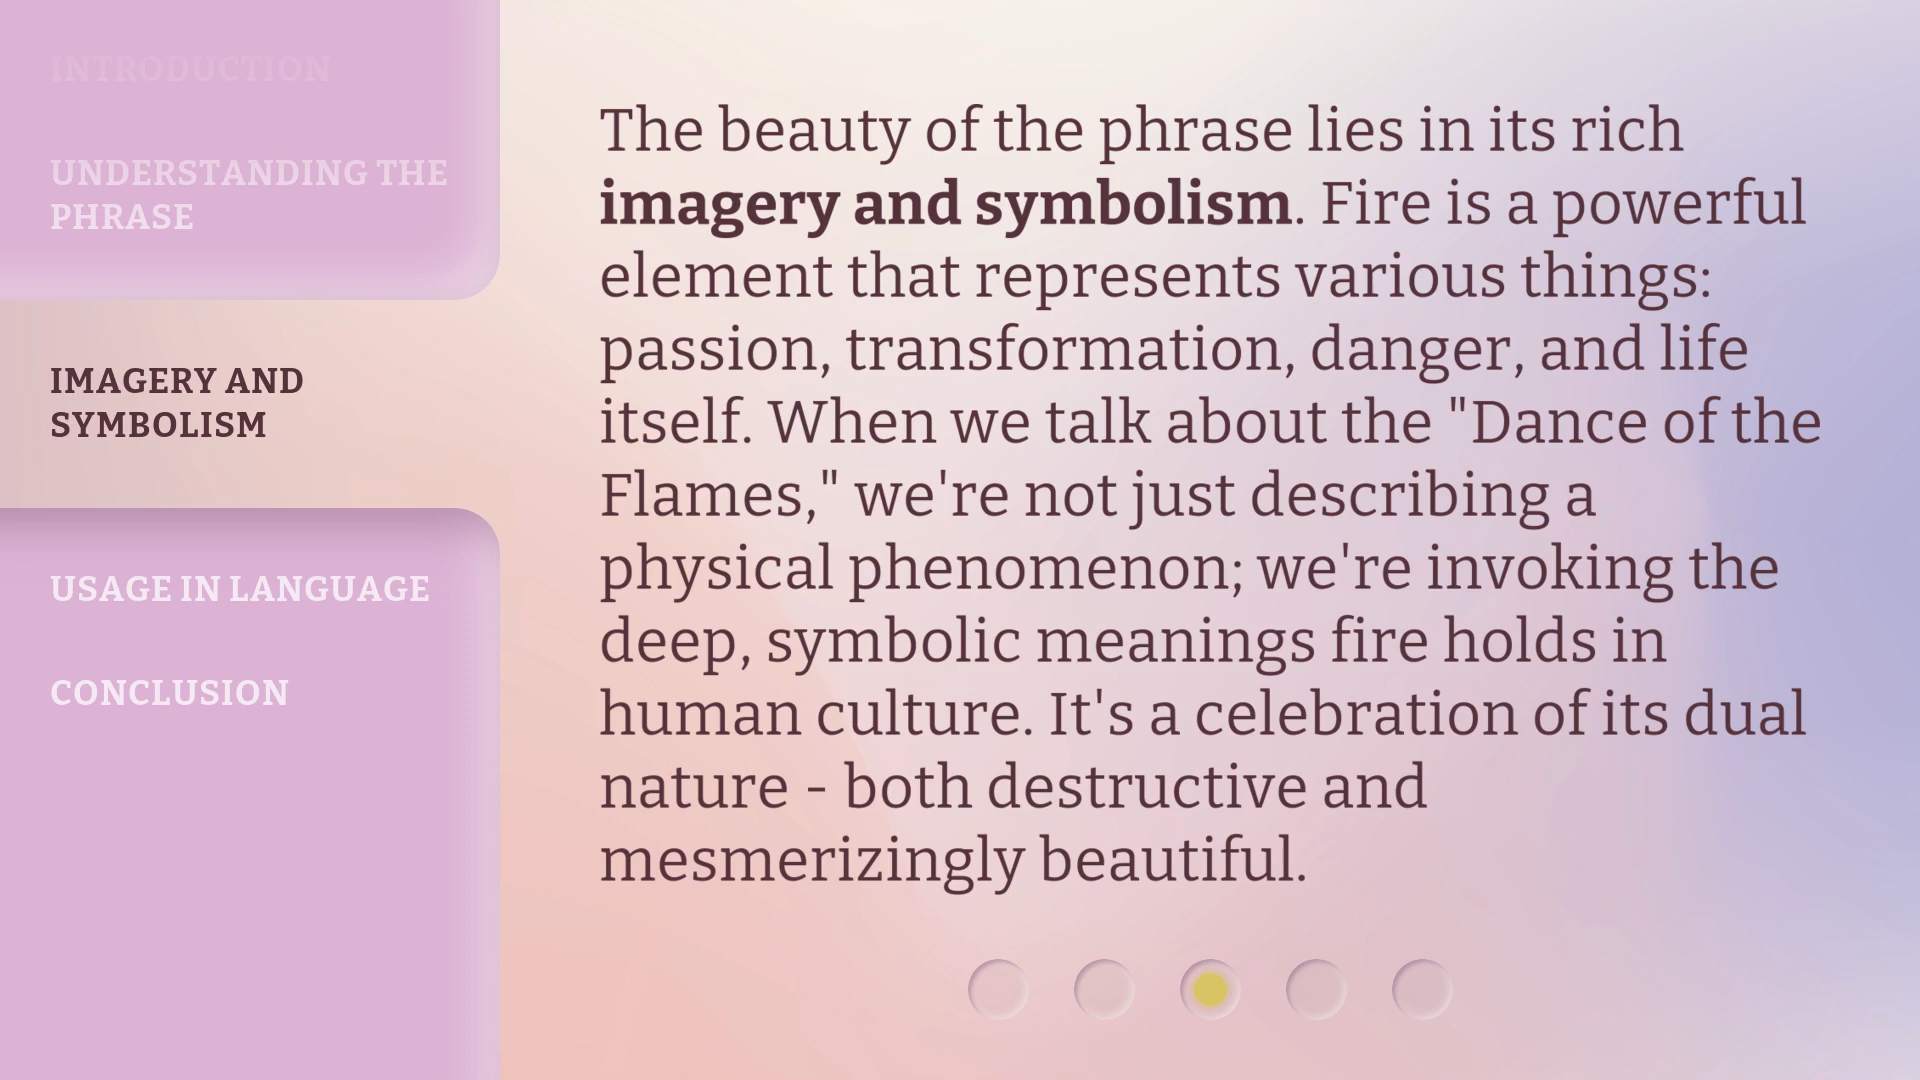 INTRODUCTION
UNDERSTANDING THE
PHRASE
IMAGERY AND
SYMBOLISM
USAGE IN LANGUAGE
CONCLUSION
The beauty of the phrase lies in its rich
imagery and symbolism. Fire is a powerful
element that represents various things:
passion, transformation, danger, and life
itself. When we talk about the "Dance of the
Flames," we're not just describing a
physical phenomenon; we're invoking the
deep, symbolic meanings fire holds in
human culture. It's a celebration of its dual
nature - both destructive and
mesmerizingly beautiful.